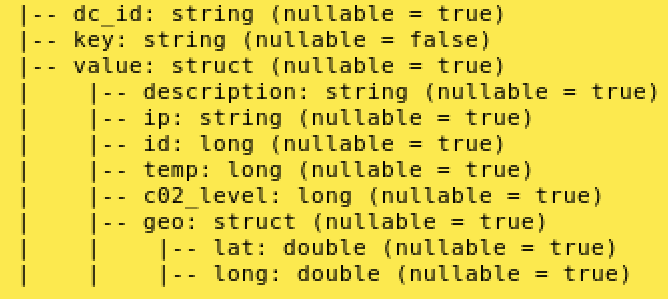 |-- dc_id: string (nullable = true)
|-- key: string (nullable = false)
|-- value: struct (nullable = true)
|    |-- description: string (nullable = true)
|    |-- ip: string (nullable = true)
|    |-- id: long (nullable = true)
|    |-- temp: long (nullable = true)
|    |-- c02_level: long (nullable = true)
|    |-- geo: struct (nullable = true)
|    |    |-- lat: double (nullable = true)
|    |    |-- long: double (nullable = true)